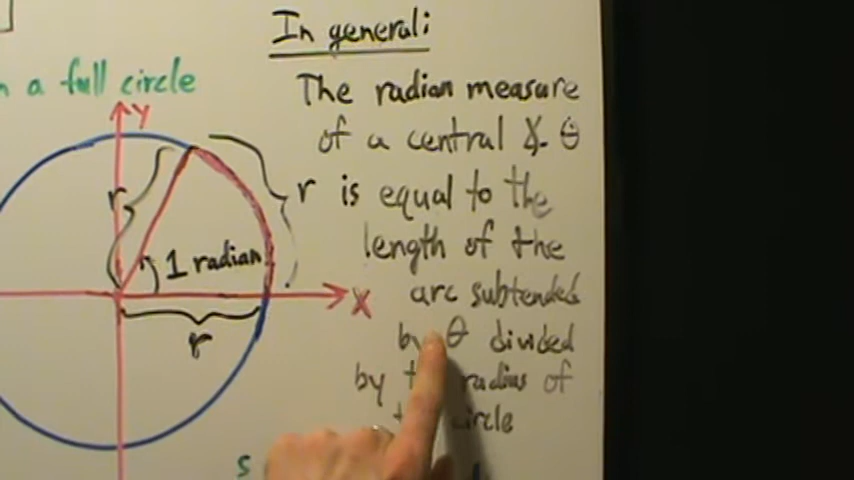 In general:
a full circle
The radian measure
of a central ∡ θ
is equal to the
length of the
arc subtended
by θ divided
by radius of
circle
y
r
r
1 radian
x
r
s